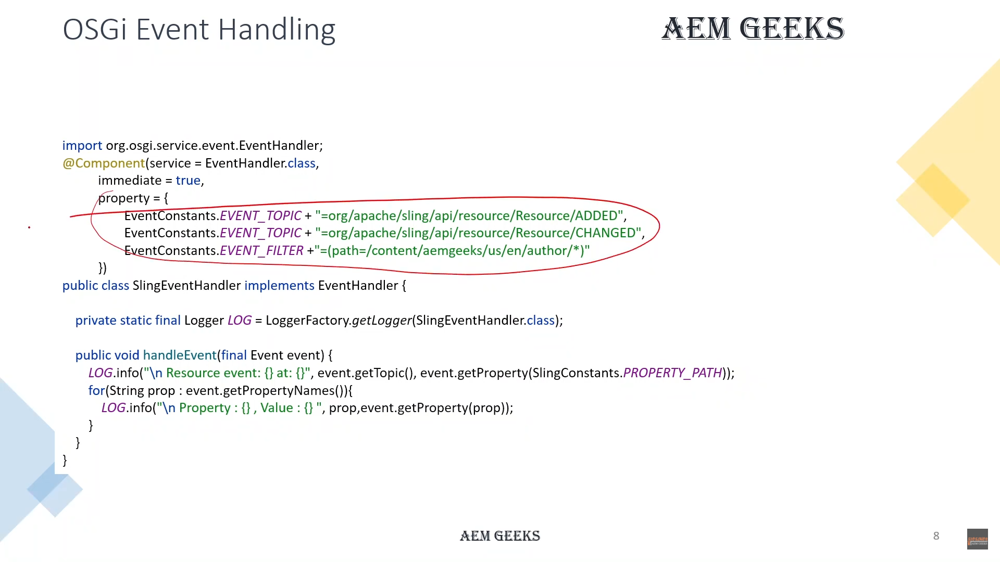 OSGi Event Handling
AEM GEEKS
import org.osgi.service.event.EventHandler;
@Component(service = EventHandler.class,
immediate = true,
property = {
EventConstants.EVENT_TOPIC + "=org/apache/sling/api/resource/Resource/ADDED",
EventConstants.EVENT_TOPIC + "=org/apache/sling/api/resource/Resource/CHANGED",
EventConstants.EVENT_FILTER +"=(path=/content/aemgeeks/us/en/author/*)"
})
public class SlingEventHandler implements EventHandler {
private static final Logger LOG = LoggerFactory.getLogger(SlingEventHandler.class);
public void handleEvent(final Event event) {
LOG.info("\n Resource event: {} at: {}", event.getTopic(), event.getProperty(SlingConstants.PROPERTY_PATH));
for(String prop : event.getPropertyNames()){
LOG.info("\n Property : {} , Value : {} ", prop,event.getProperty(prop));
}
}
}
AEM GEEKS
8